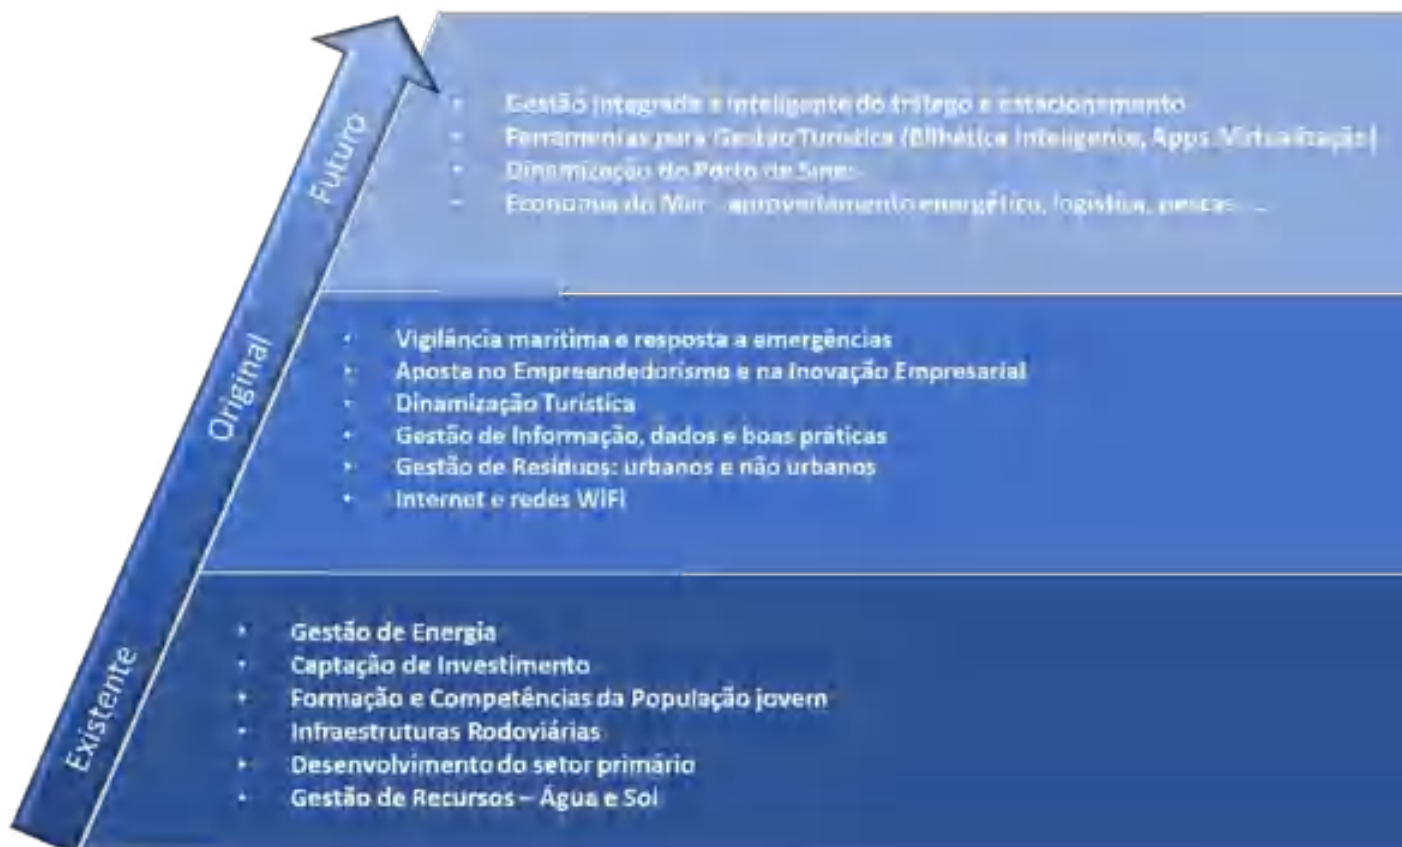 Futuro
• Gestão integrada e inteligente do tráfego e estacionamento
• Ferramentas para Gestão Turística (Bilhética Inteligente, Apps, Virtualização)
• Dinamização do Porto de Sines
• Economia do Mar - aproveitamento energético, logística, pescas ...
Original
• Vigilância marítima e resposta a emergências
• Aposta no Empreendedorismo e na Inovação Empresarial
• Dinamização Turística
• Gestão de Informação, dados e boas práticas
• Gestão de Resíduos: urbanos e não urbanos
• Internet e redes WiFi
Existente
• Gestão de Energia
• Captação de Investimento
• Formação e Competências da População jovem
• Infraestruturas Rodoviárias
• Desenvolvimento do setor primário
• Gestão de Recursos – Água e Sol